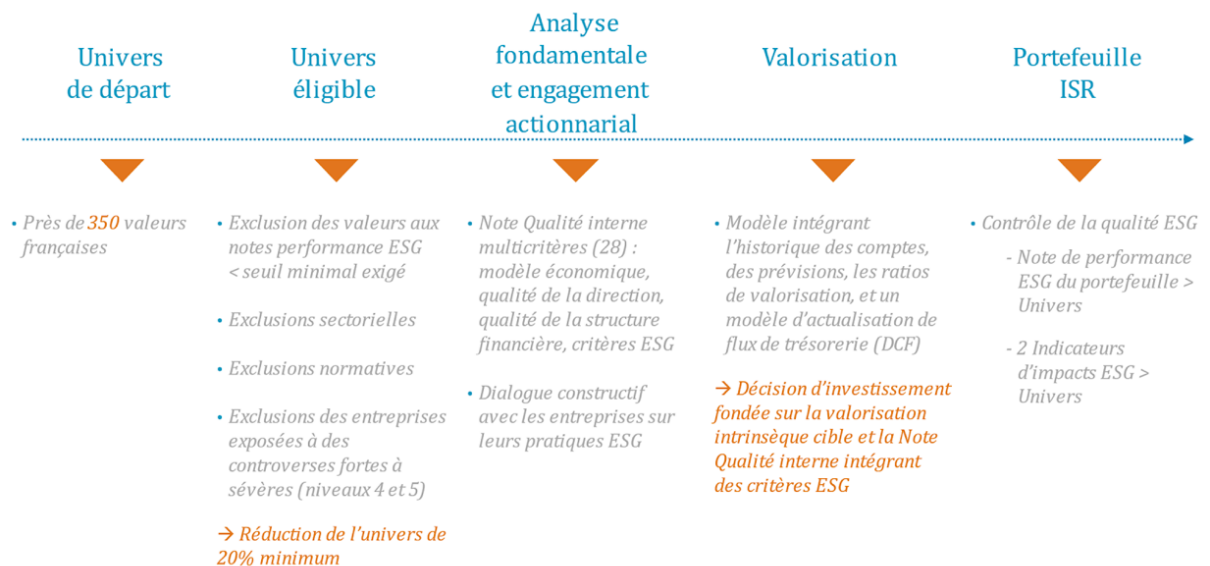 Univers
de départ
Univers
éligible
Analyse
fondamentale
et engagement
actionnarial
Valorisation
Portefeuille
ISR
• Près de 350 valeurs
françaises
• Exclusion des valeurs aux
notes performance ESG
< seuil minimal exigé
• Exclusions sectorielles
• Exclusions normatives
• Exclusions des entreprises
exposées à des
controverses fortes à
sévères (niveaux 4 et 5)
→ Réduction de l’univers de
20% minimum
• Note Qualité interne
multicritères (28) :
modèle économique,
qualité de la direction,
qualité de la structure
financière, critères ESG
• Dialogue constructif
avec les entreprises sur
leurs pratiques ESG
• Modèle intégrant
l’historique des comptes,
des prévisions, les ratios
de valorisation, et un
modèle d’actualisation de
flux de trésorerie (DCF)
→ Décision d’investissement
fondée sur la valorisation
intrinsèque cible et la Note
Qualité interne intégrant
des critères ESG
• Contrôle de la qualité ESG
- Note de performance
ESG du portefeuille >
Univers
- 2 Indicateurs
d’impacts ESG >
Univers